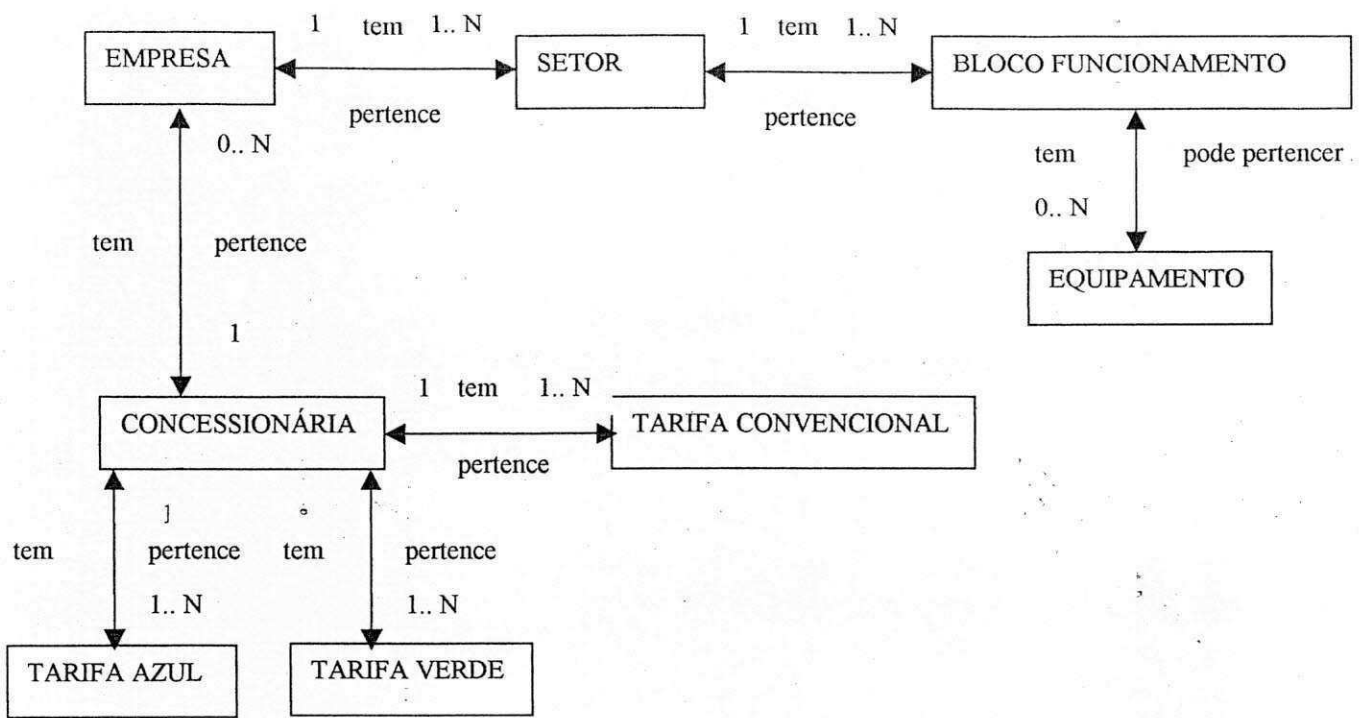 1 tem 1.. N
1 tem 1.. N
EMPRESA
SETOR
BLOCO FUNCIONAMENTO
pertence
pertence
0.. N
tem
pode pertencer
0.. N
tem
pertence
EQUIPAMENTO
1
1 tem 1.. N
CONCESSIONÁRIA
TARIFA CONVENCIONAL
pertence
tem
pertence
tem
pertence
1.. N
1.. N
TARIFA AZUL
TARIFA VERDE